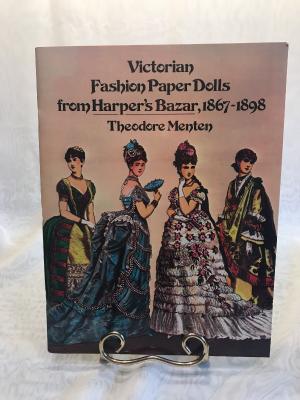 Victorian
Fashion Paper Dolls
from Harper's Bazar, 1867-1898
Theodore Menten